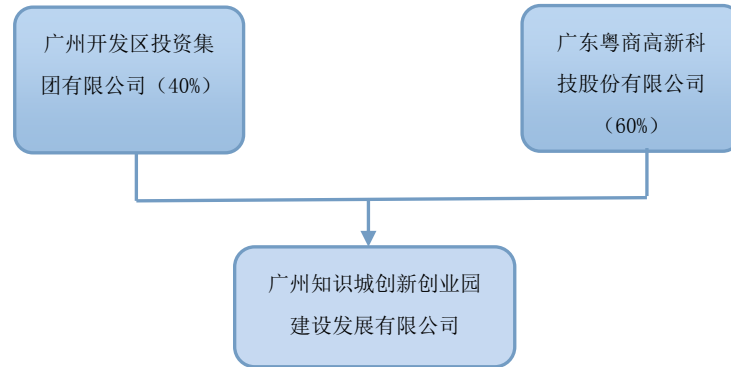 广州开发区投资集
团有限公司（40%）
广东粤商高新科
技股份有限公司
（60%）
广州知识城创新创业园
建设发展有限公司